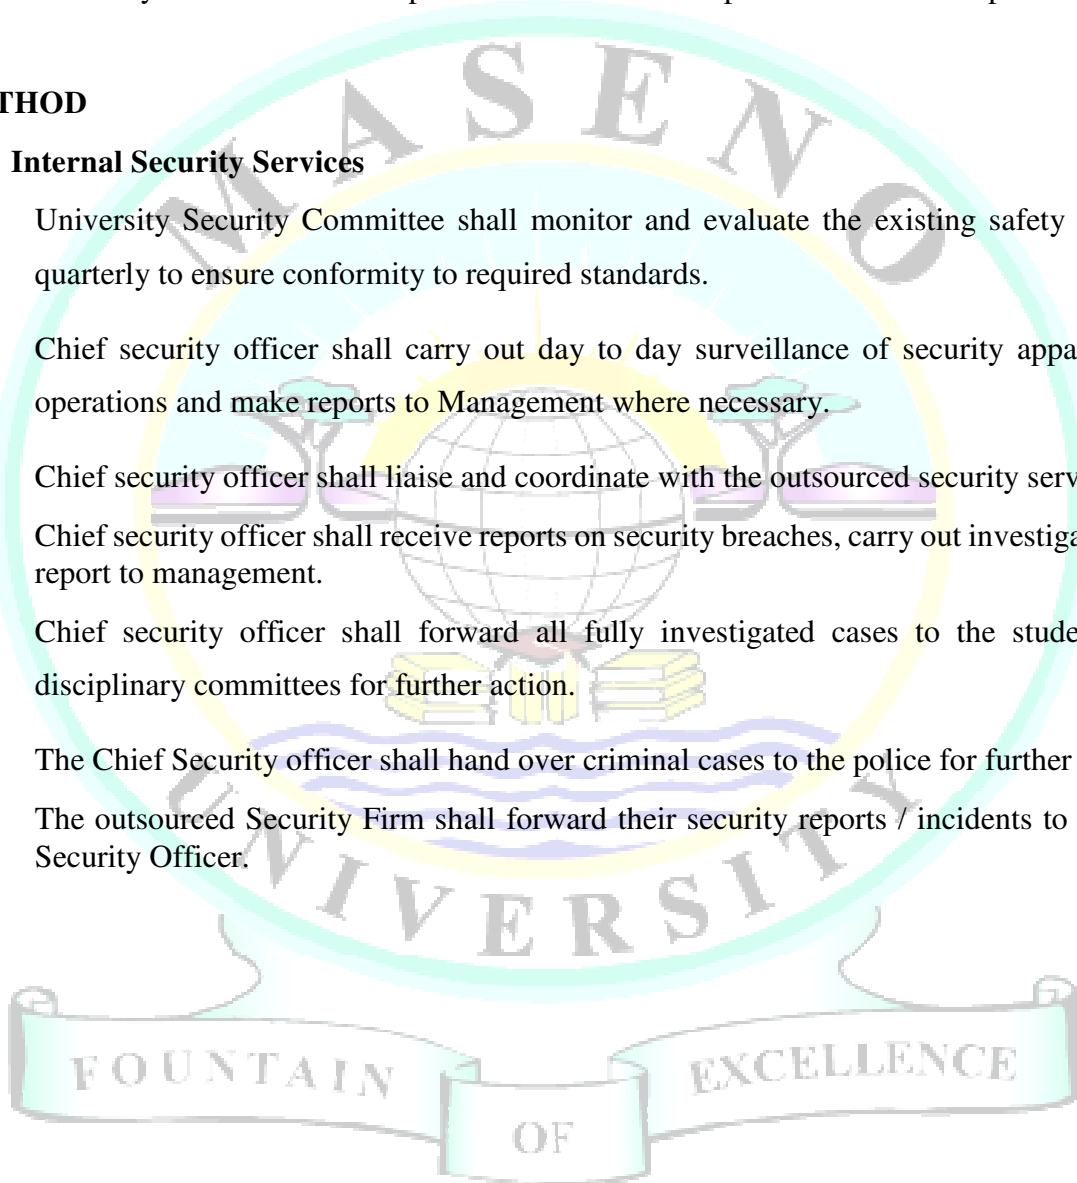 THOD
Internal Security Services
University Security Committee shall monitor and evaluate the existing safety
quarterly to ensure conformity to required standards.
Chief security officer shall carry out day to day surveillance of security appa
operations and make reports to Management where necessary.
Chief security officer shall liaise and coordinate with the outsourced security serv
Chief security officer shall receive reports on security breaches, carry out investiga
report to management.
Chief security officer shall forward all fully investigated cases to the stude
disciplinary committees for further action.
The Chief Security officer shall hand over criminal cases to the police for further
The outsourced Security Firm shall forward their security reports / incidents to
Security Officer.
MASENO
UNIVERSITY
FOUNTAIN
OF
EXCELLENCE